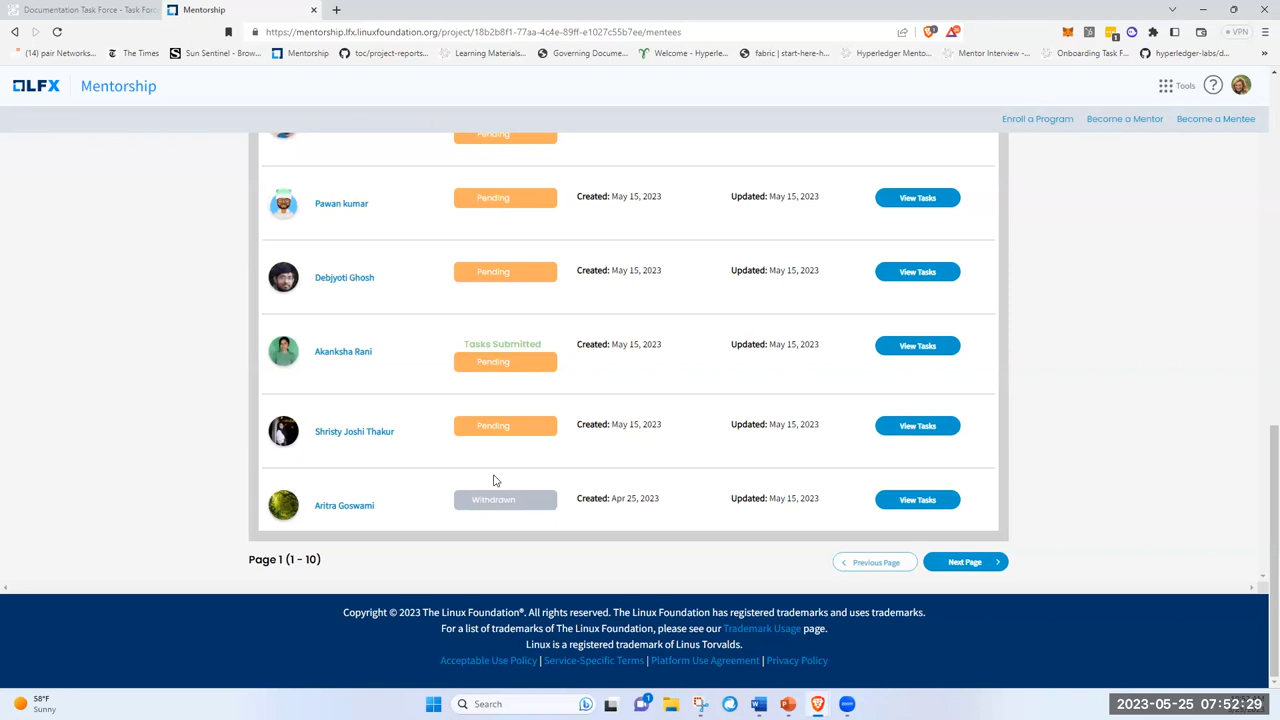 Documentation Task Force - Task Forc
Mentorship
https://mentorship.lfx.linuxfoundation.org/project/18b2b8f1-77aa-4c4e-89ff-e1027c55b7ee/mentees
VPN
(14) pair Networks...
The Times
Sun Sentinel - Brow...
Mentorship
toc/project-reports...
Learning Materials...
Governing Docume...
Welcome - Hyperle...
fabric | start-here-h...
Hyperledger Mento...
Mentor Interview -...
Onboarding Task F...
hyperledger-labs/d...
LFX Mentorship
Tools
Enroll a Program Become a Mentor Become a Mentee
Pending
Pawan kumar Pending Created: May 15, 2023 Updated: May 15, 2023 View Tasks
Debjyoti Ghosh Pending Created: May 15, 2023 Updated: May 15, 2023 View Tasks
Tasks Submitted
Akanksha Rani Pending Created: May 15, 2023 Updated: May 15, 2023 View Tasks
Shristy Joshi Thakur Pending Created: May 15, 2023 Updated: May 15, 2023 View Tasks
Aritra Goswami Withdrawn Created: Apr 25, 2023 Updated: May 15, 2023 View Tasks
Page 1 (1 - 10)
Previous Page Next Page
Copyright © 2023 The Linux Foundation®. All rights reserved. The Linux Foundation has registered trademarks and uses trademarks.
For a list of trademarks of The Linux Foundation, please see our Trademark Usage page.
Linux is a registered trademark of Linus Torvalds.
Acceptable Use Policy | Service-Specific Terms | Platform Use Agreement | Privacy Policy
58°F
Sunny
Search
1
2023-05-25 07:52:29